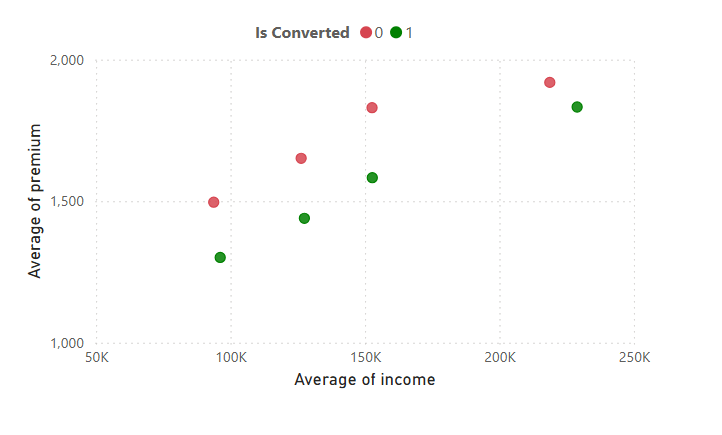 Is Converted 0 1
Average of premium
2,000
1,500
1,000
50K 100K 150K 200K 250K
Average of income